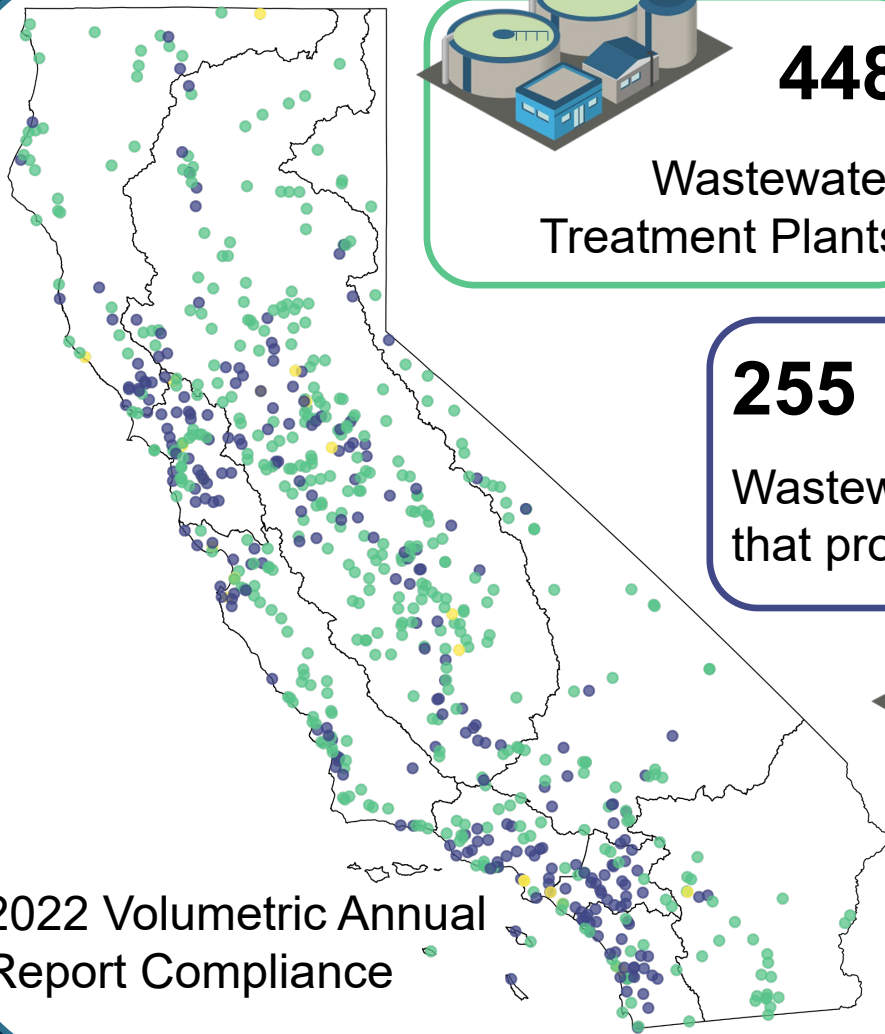 448
Wastewate
Treatment Plants
255
Wastew
that pro
2022 Volumetric Annual
Report Compliance